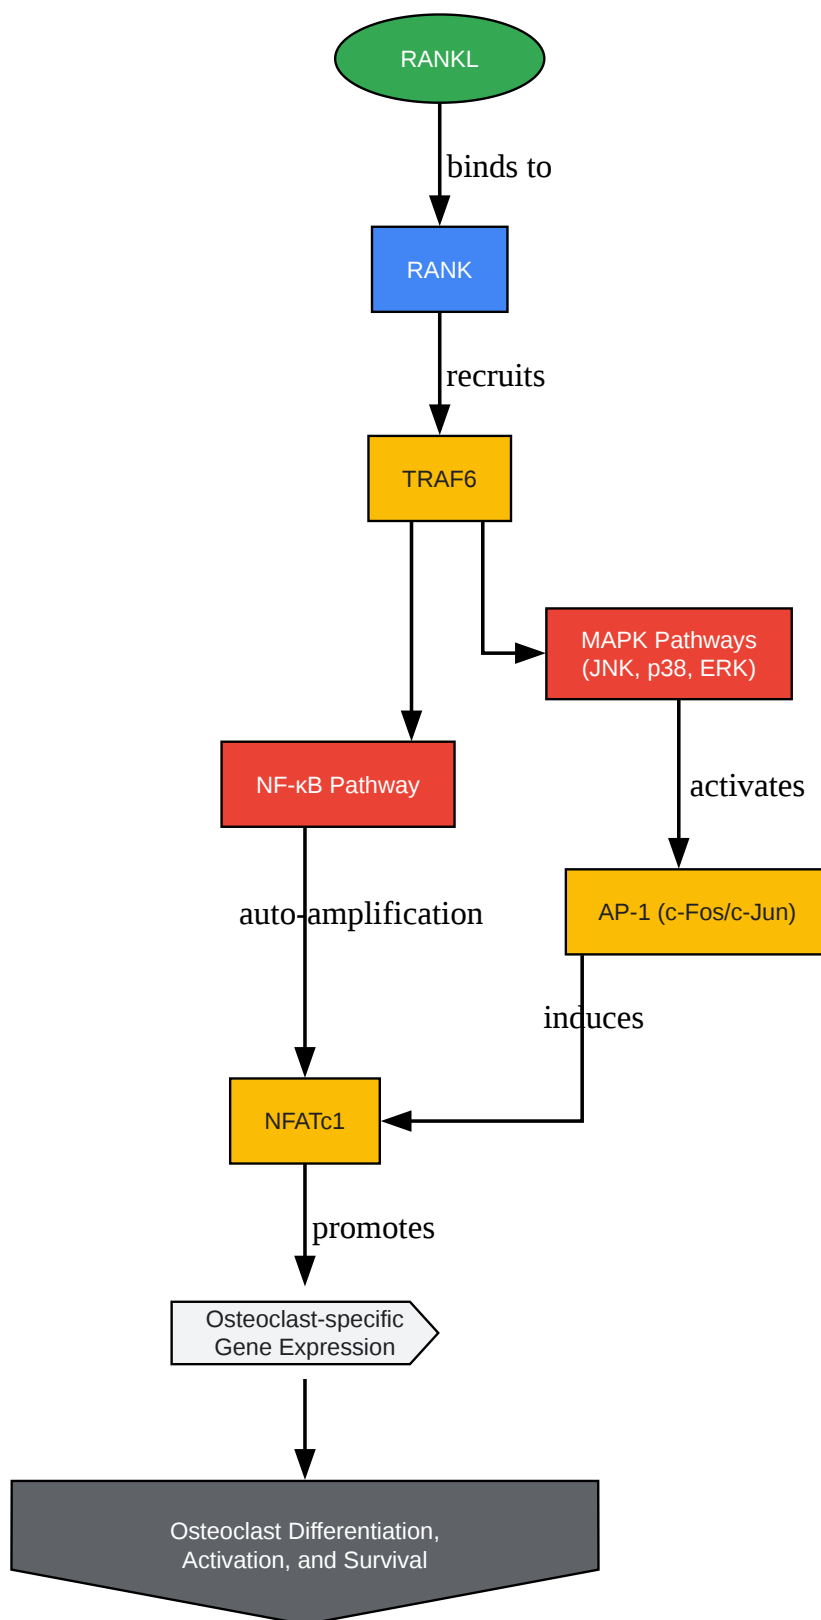 RANKL
binds to
RANK
recruits
TRAF6
MAPK Pathways
(JNK, p38, ERK)
NF-κB Pathway
activates
auto-amplification
AP-1 (c-Fos/c-Jun)
induces
NFATc1
promotes
Osteoclast-specific
Gene Expression
Osteoclast Differentiation,
Activation, and Survival